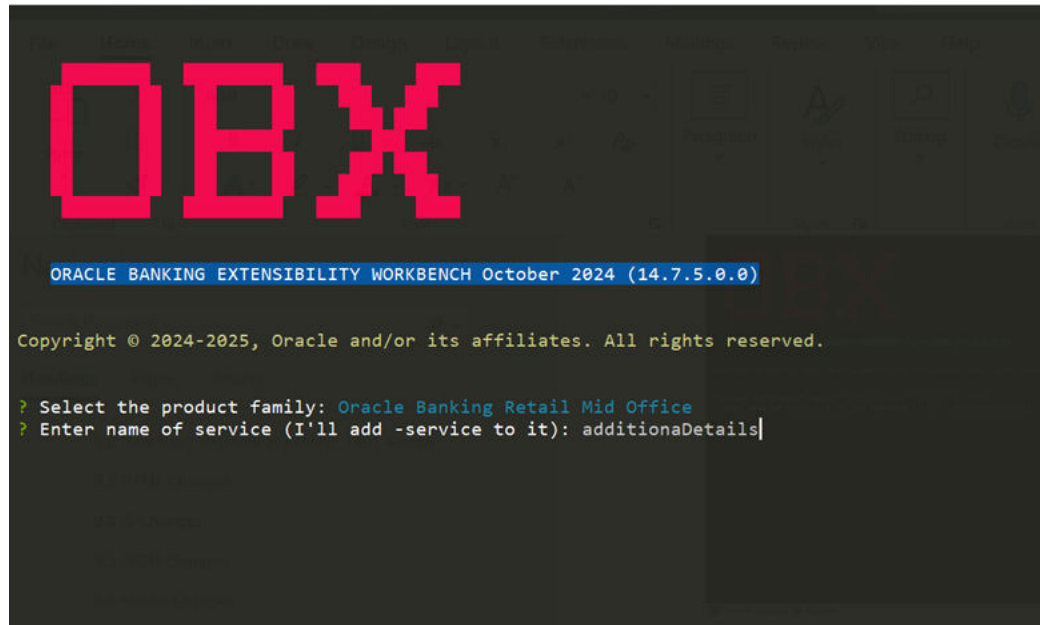 OBX
ORACLE BANKING EXTENSIBILITY WORKBENCH October 2024 (14.7.5.0.0)
Copyright © 2024-2025, Oracle and/or its affiliates. All rights reserved.
? Select the product family: Oracle Banking Retail Mid Office
? Enter name of service (I'll add -service to it): additionaDetails